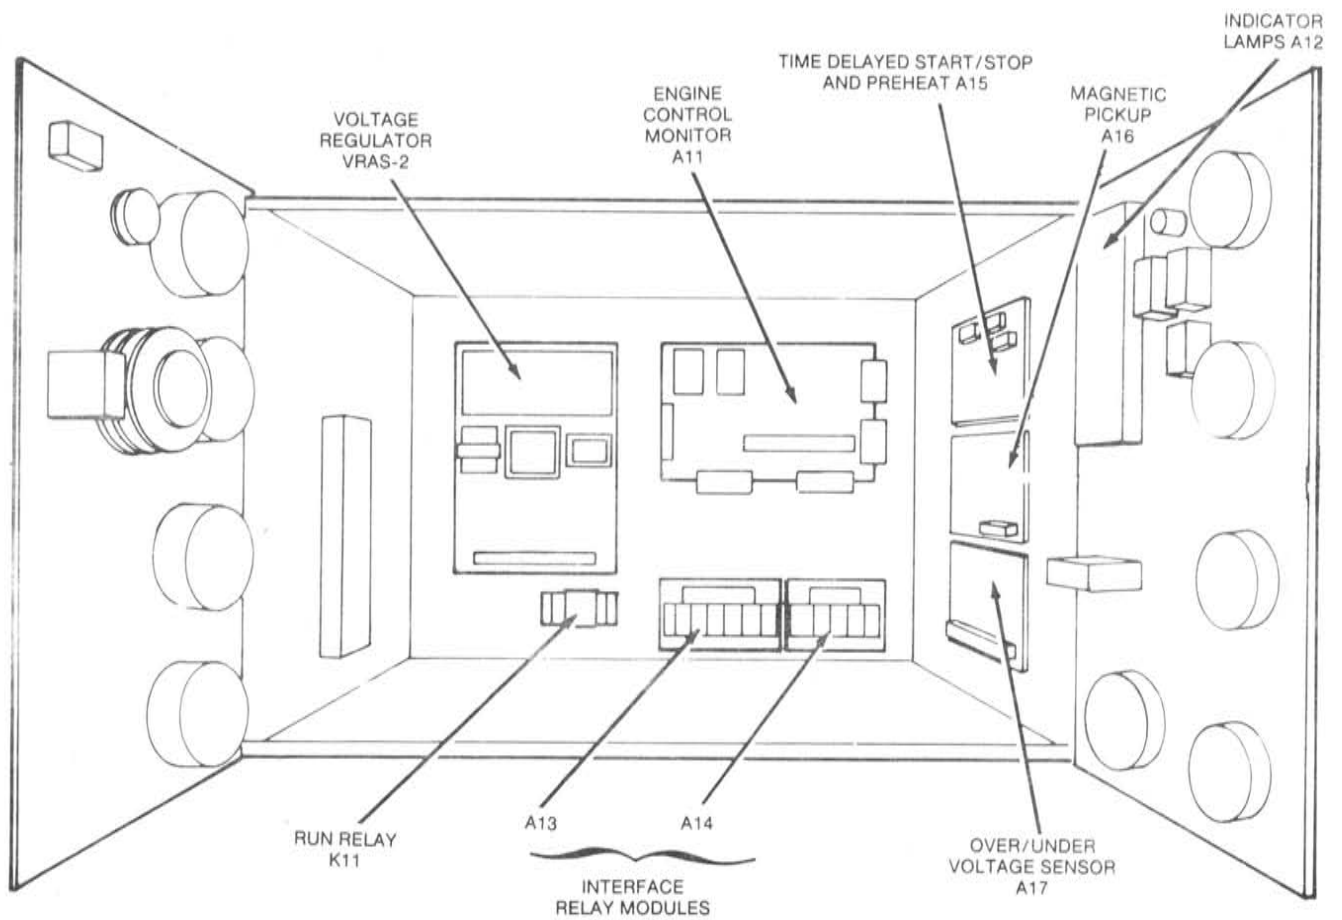 INDICATOR
LAMPS A12
TIME DELAYED START/STOP
AND PREHEAT A15
ENGINE
CONTROL
MONITOR
A11
MAGNETIC
PICKUP
A16
VOLTAGE
REGULATOR
VRAS-2
RUN RELAY
K11
A13
A14
INTERFACE
RELAY MODULES
OVER/UNDER
VOLTAGE SENSOR
A17